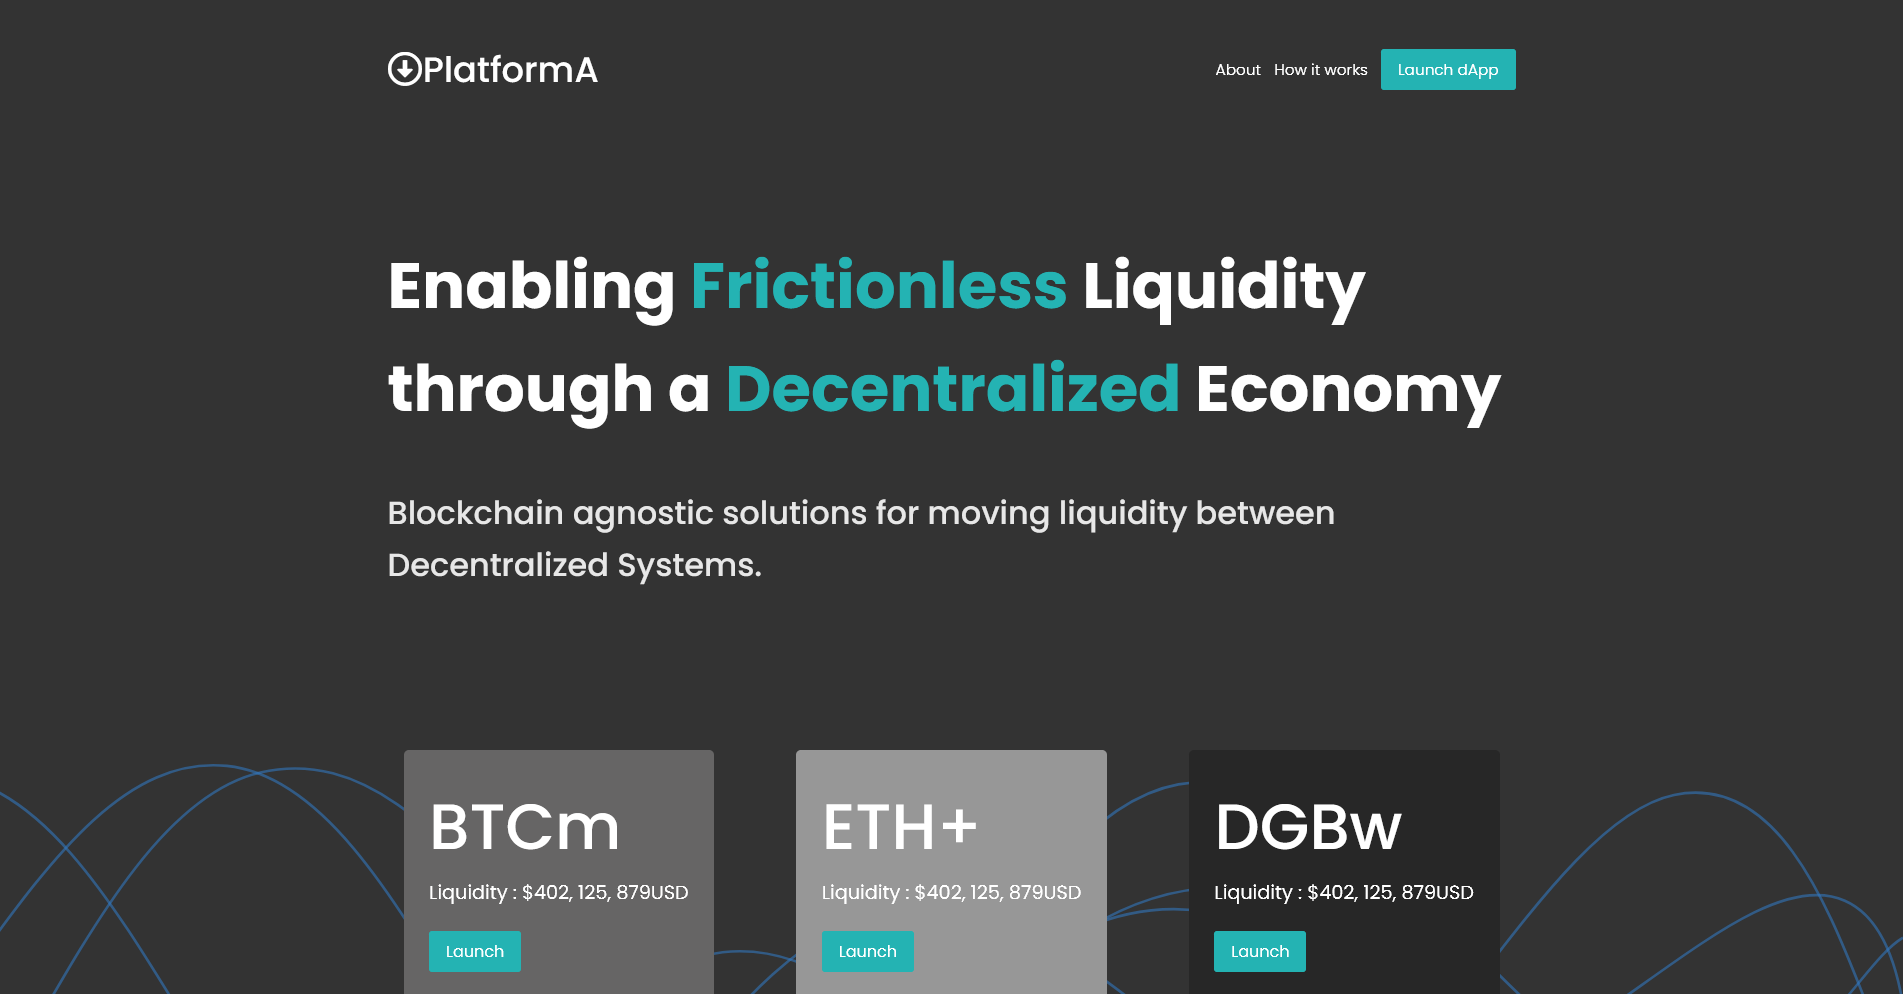 PlatformA
About How it works Launch dApp
Enabling Frictionless Liquidity
through a Decentralized Economy
Blockchain agnostic solutions for moving liquidity between
Decentralized Systems.
BTCm
Liquidity : $402, 125, 879USD
Launch
ETH+
Liquidity : $402, 125, 879USD
Launch
DGBw
Liquidity : $402, 125, 879USD
Launch